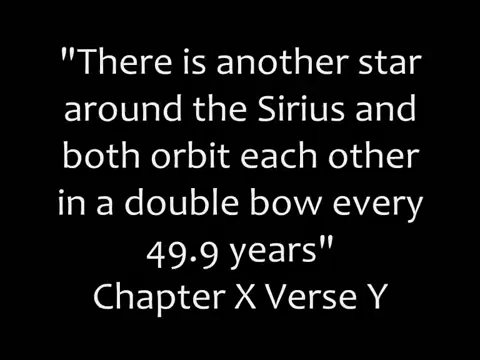 "There is another star
around the Sirius and
both orbit each other
in a double bow every
49.9 years"
Chapter X Verse Y